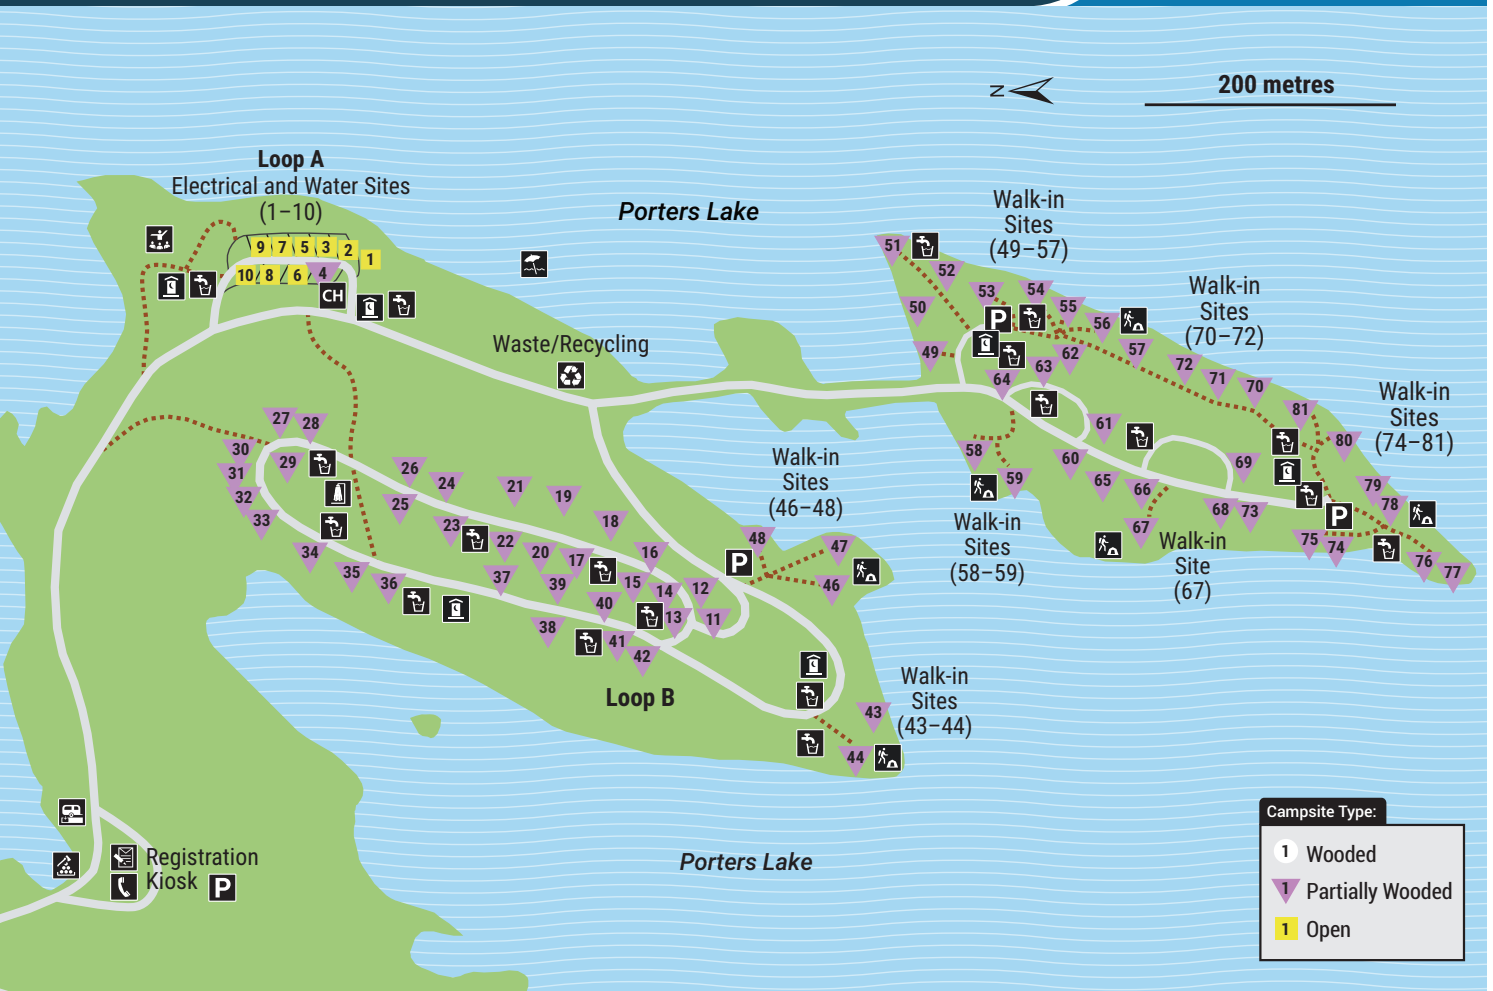 N
200 metres
Loop A
Electrical and Water Sites
(1–10)
Porters Lake
9 7 5 3 2 1
10 8 6 4
CH
Waste/Recycling
Walk-in
Sites
(49–57)
51
52
53
54
50
55
56
P
49
57
62
63
64
Walk-in
Sites
(70–72)
72
71
70
Walk-in
Sites
(74–81)
81
80
61
58
59
60
65
66
69
79
78
68
73
P
67
75
74
76
77
Walk-in
Sites
(58–59)
Walk-in
Site
(67)
27
28
30
29
31
32
33
26
24
25
21
19
23
18
22
34
35
36
37
20
17
16
39
15
14
12
40
13
11
38
41
42
Loop B
Walk-in
Sites
(46–48)
48
47
P
46
Walk-in
Sites
(43–44)
43
44
Registration
Kiosk
P
Porters Lake
Campsite Type:
1 Wooded
1 Partially Wooded
1 Open